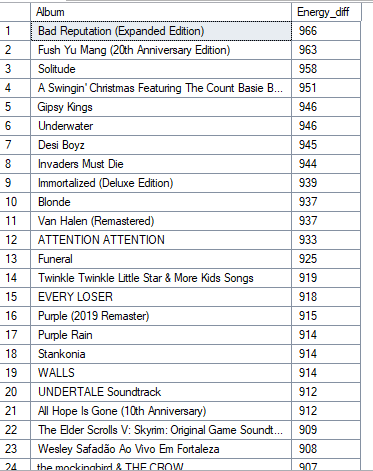 Album Energy_diff
1 Bad Reputation (Expanded Edition) 966
2 Fush Yu Mang (20th Anniversary Edition) 963
3 Solitude 958
4 A Swingin' Christmas Featuring The Count Basie B... 951
5 Gipsy Kings 946
6 Underwater 946
7 Desi Boyz 945
8 Invaders Must Die 944
9 Immortalized (Deluxe Edition) 939
10 Blonde 937
11 Van Halen (Remastered) 937
12 ATTENTION ATTENTION 933
13 Funeral 925
14 Twinkle Twinkle Little Star & More Kids Songs 919
15 EVERY LOSER 918
16 Purple (2019 Remaster) 915
17 Purple Rain 914
18 Stankonia 914
19 WALLS 914
20 UNDERTALE Soundtrack 912
21 All Hope Is Gone (10th Anniversary) 912
22 The Elder Scrolls V: Skyrim: Original Game Soundt... 909
23 Wesley Safadão Ao Vivo Em Fortaleza 908
24 the mockingbird & THE CROW 907